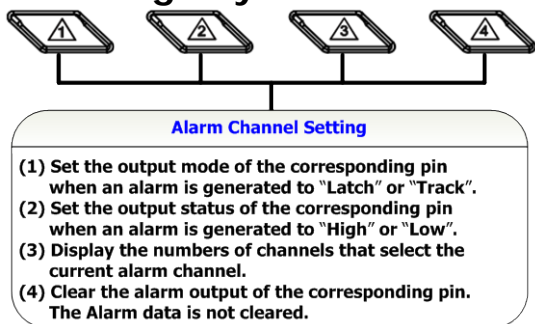 1 2 3 4
Alarm Channel Setting
(1) Set the output mode of the corresponding pin
when an alarm is generated to “Latch” or “Track”.
(2) Set the output status of the corresponding pin
when an alarm is generated to “High” or “Low”.
(3) Display the numbers of channels that select the
current alarm channel.
(4) Clear the alarm output of the corresponding pin.
The Alarm data is not cleared.